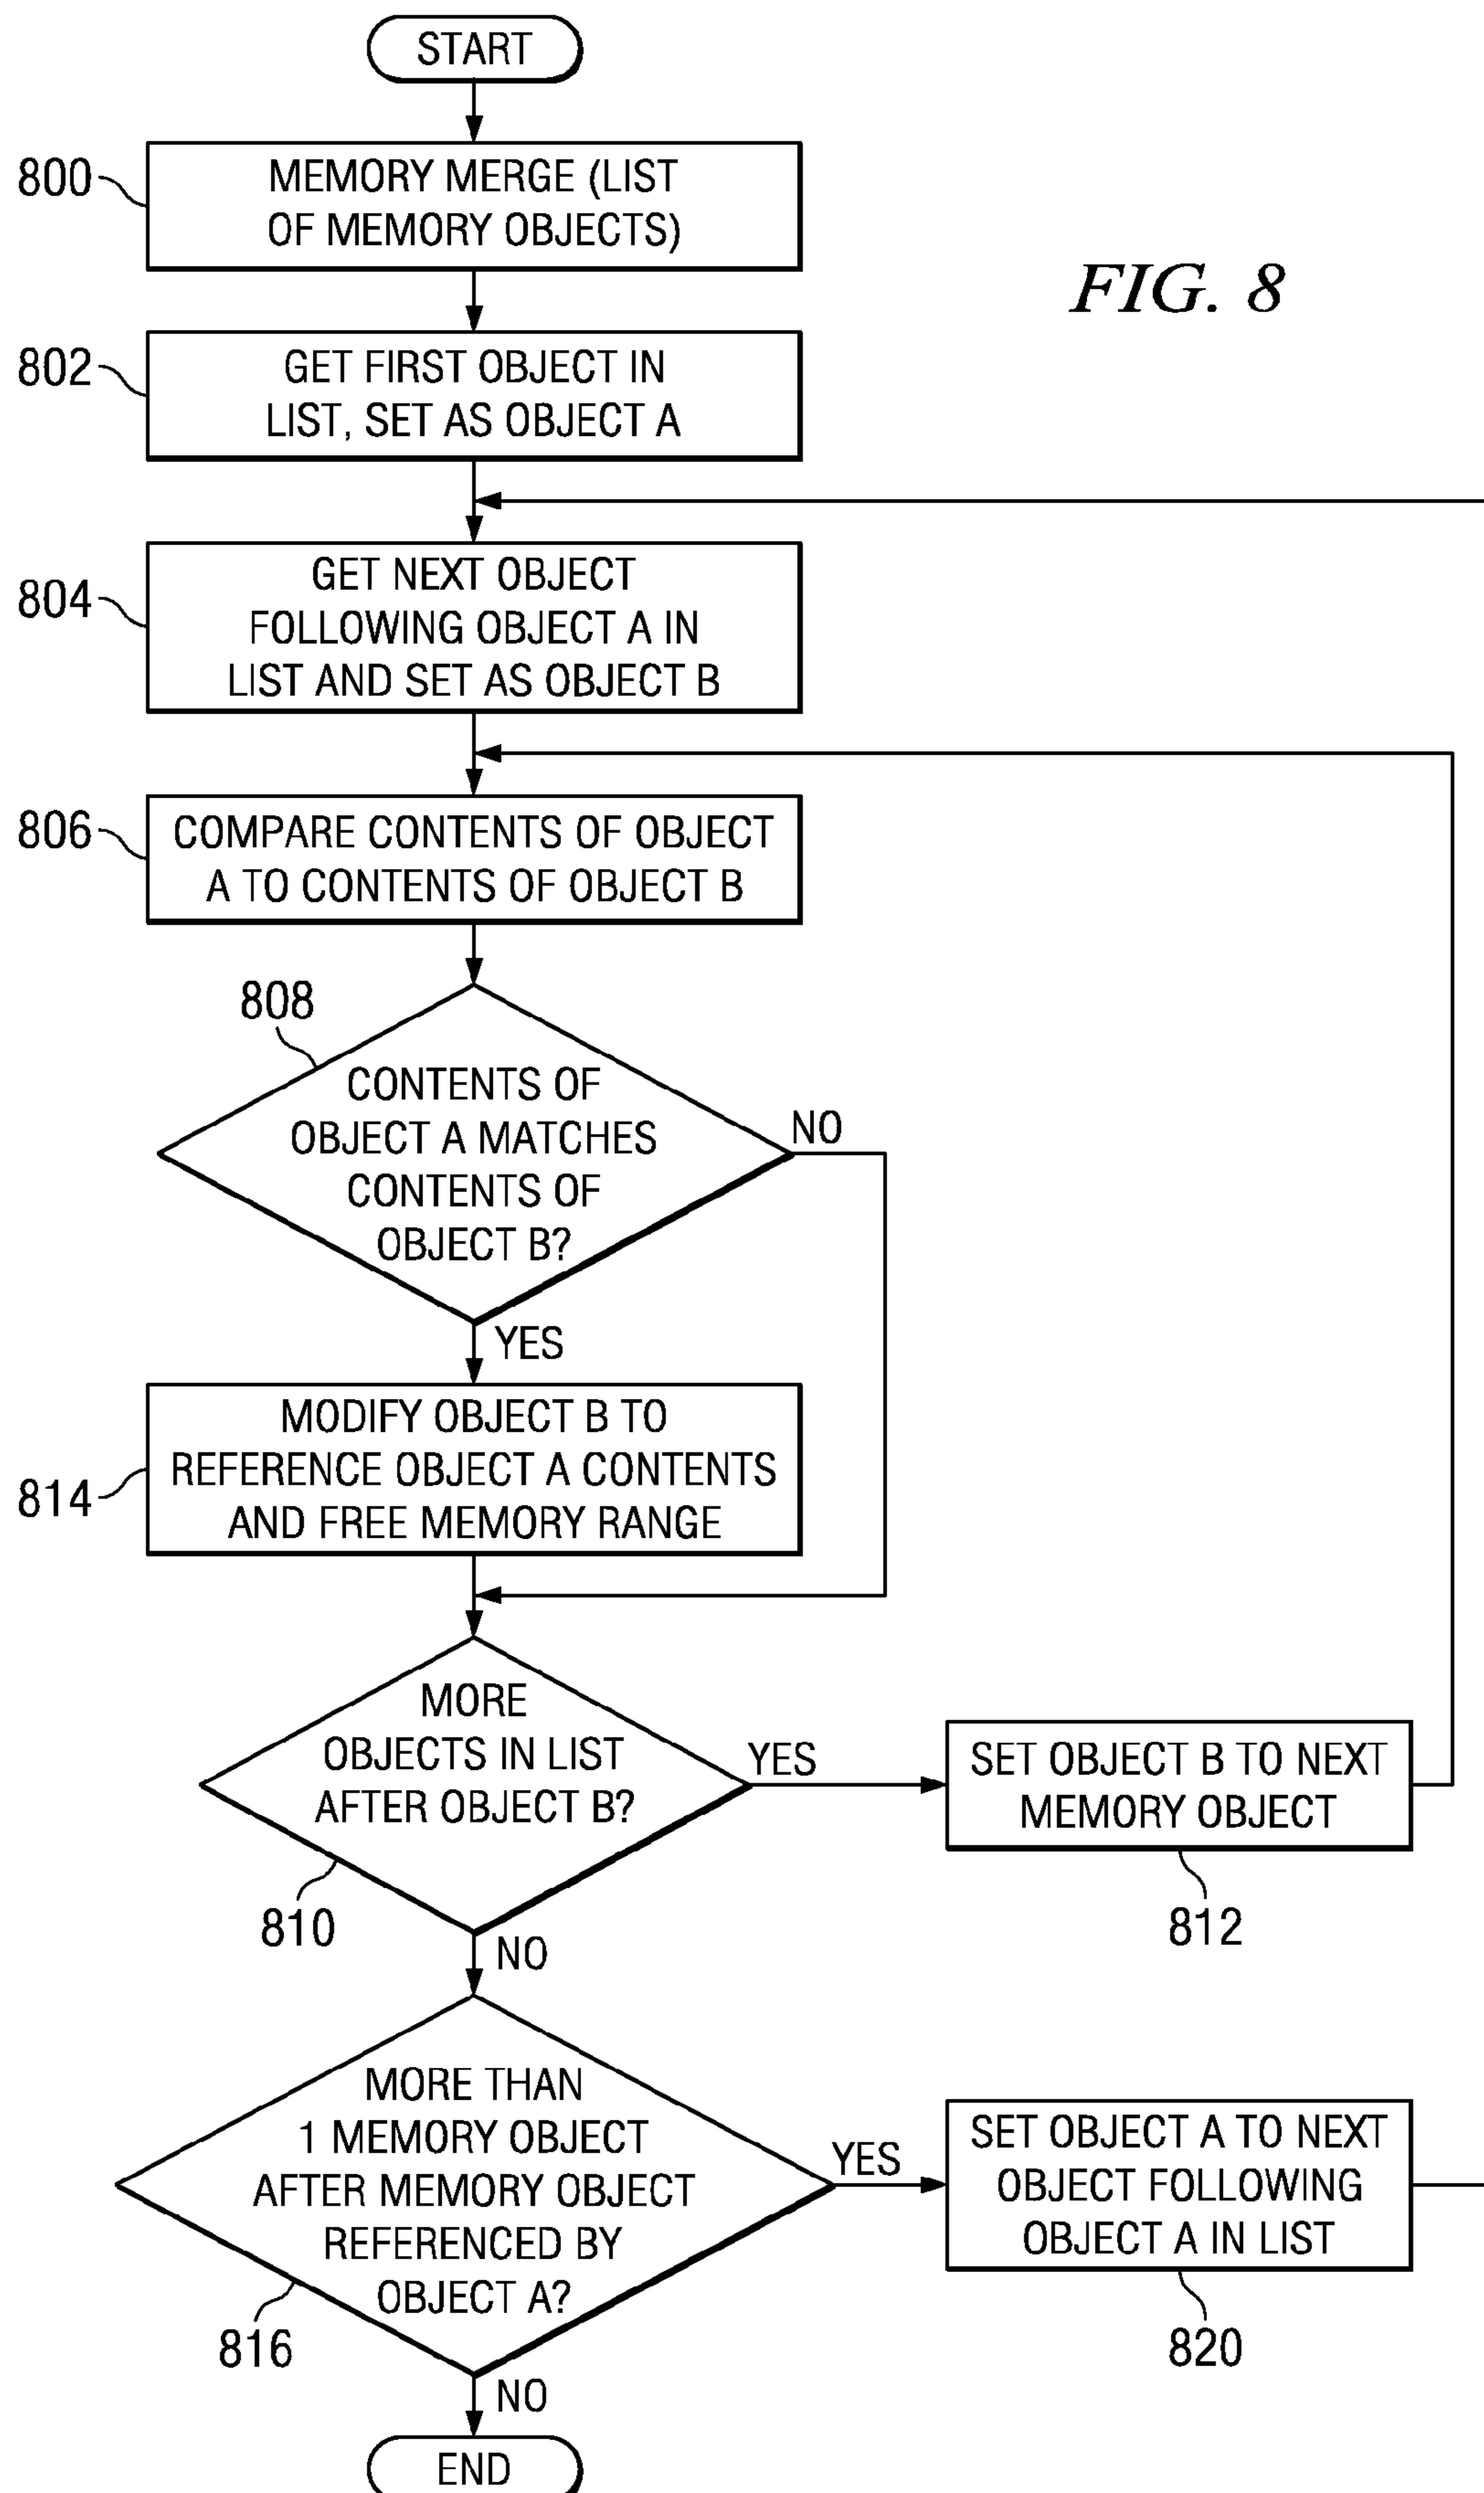 START
800
MEMORY MERGE (LIST
OF MEMORY OBJECTS)
FIG. 8
802
GET FIRST OBJECT IN
LIST, SET AS OBJECT A
804
GET NEXT OBJECT
FOLLOWING OBJECT A IN
LIST AND SET AS OBJECT B
806
COMPARE CONTENTS OF OBJECT
A TO CONTENTS OF OBJECT B
808
CONTENTS OF
OBJECT A MATCHES
CONTENTS OF
OBJECT B?
NO
YES
814
MODIFY OBJECT B TO
REFERENCE OBJECT A CONTENTS
AND FREE MEMORY RANGE
MORE
OBJECTS IN LIST
AFTER OBJECT B?
810
YES
SET OBJECT B TO NEXT
MEMORY OBJECT
812
NO
MORE THAN
1 MEMORY OBJECT
AFTER MEMORY OBJECT
REFERENCED BY
OBJECT A?
816
YES
SET OBJECT A TO NEXT
OBJECT FOLLOWING
OBJECT A IN LIST
820
NO
END